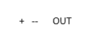 + -- OUT